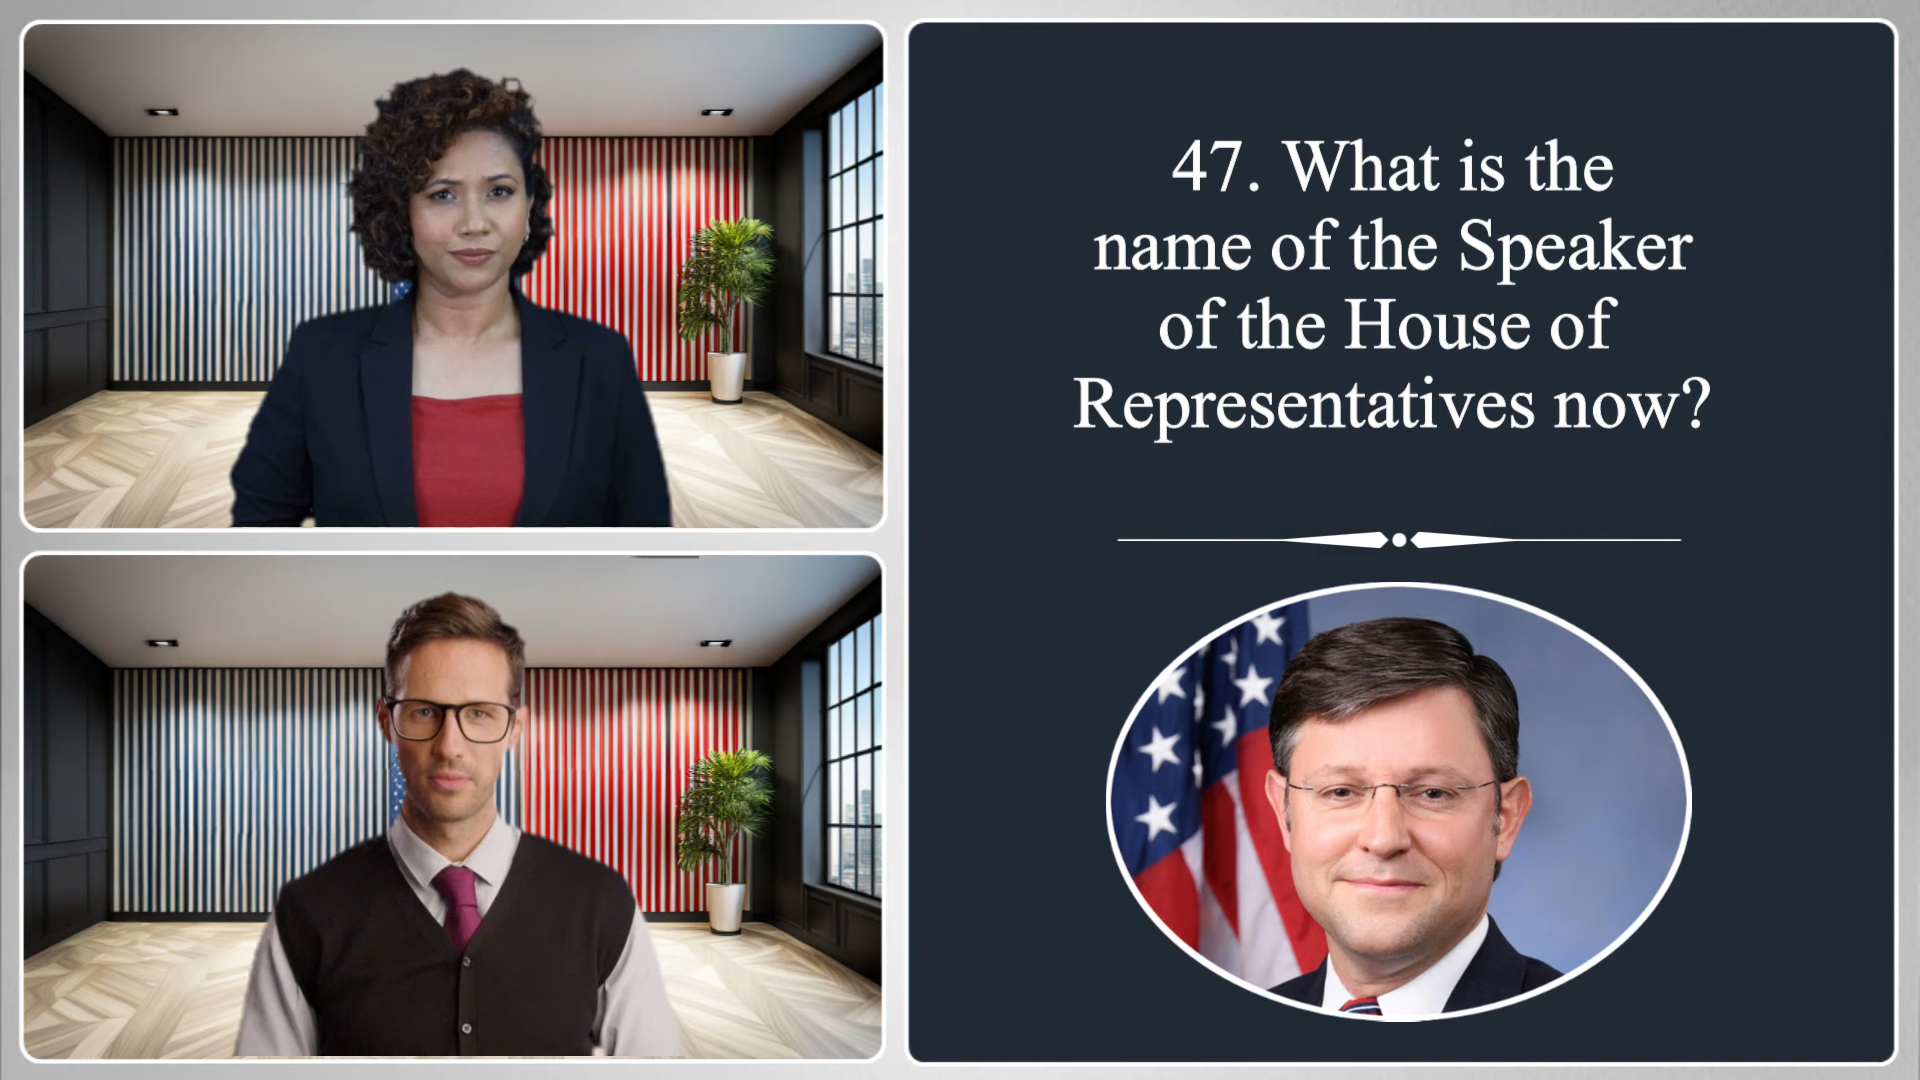 47. What is the
name of the Speaker
of the House of
Representatives now?